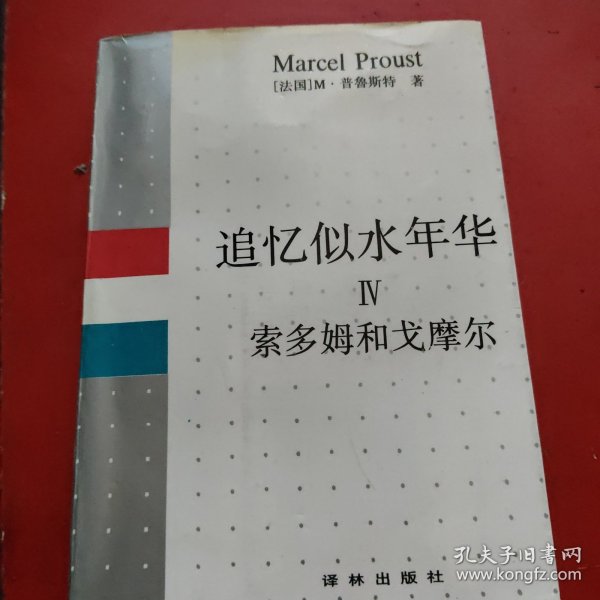 Marcel Proust
[法国]M·普鲁斯特 著
追忆似水年华
Ⅳ
索多姆和戈摩尔
译林出版社
孔夫子旧书网
www.kongfz.com